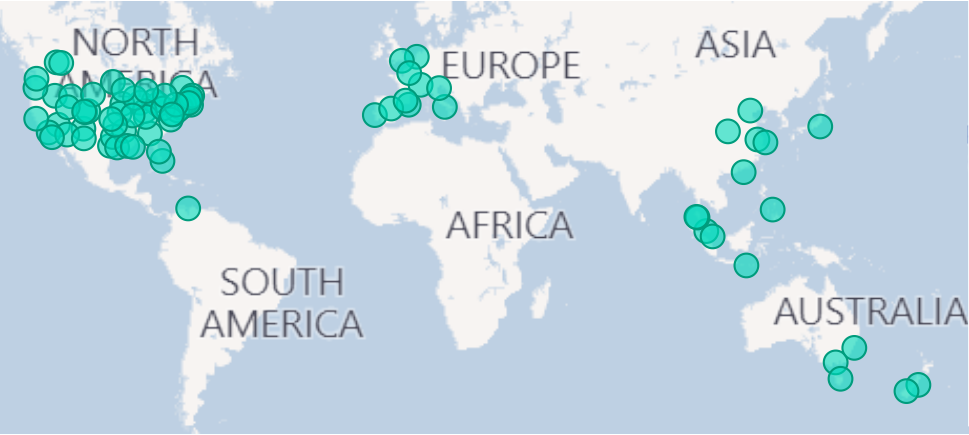 NORTH
AMERICA
EUROPE
ASIA
AFRICA
SOUTH
AMERICA
AUSTRALIA